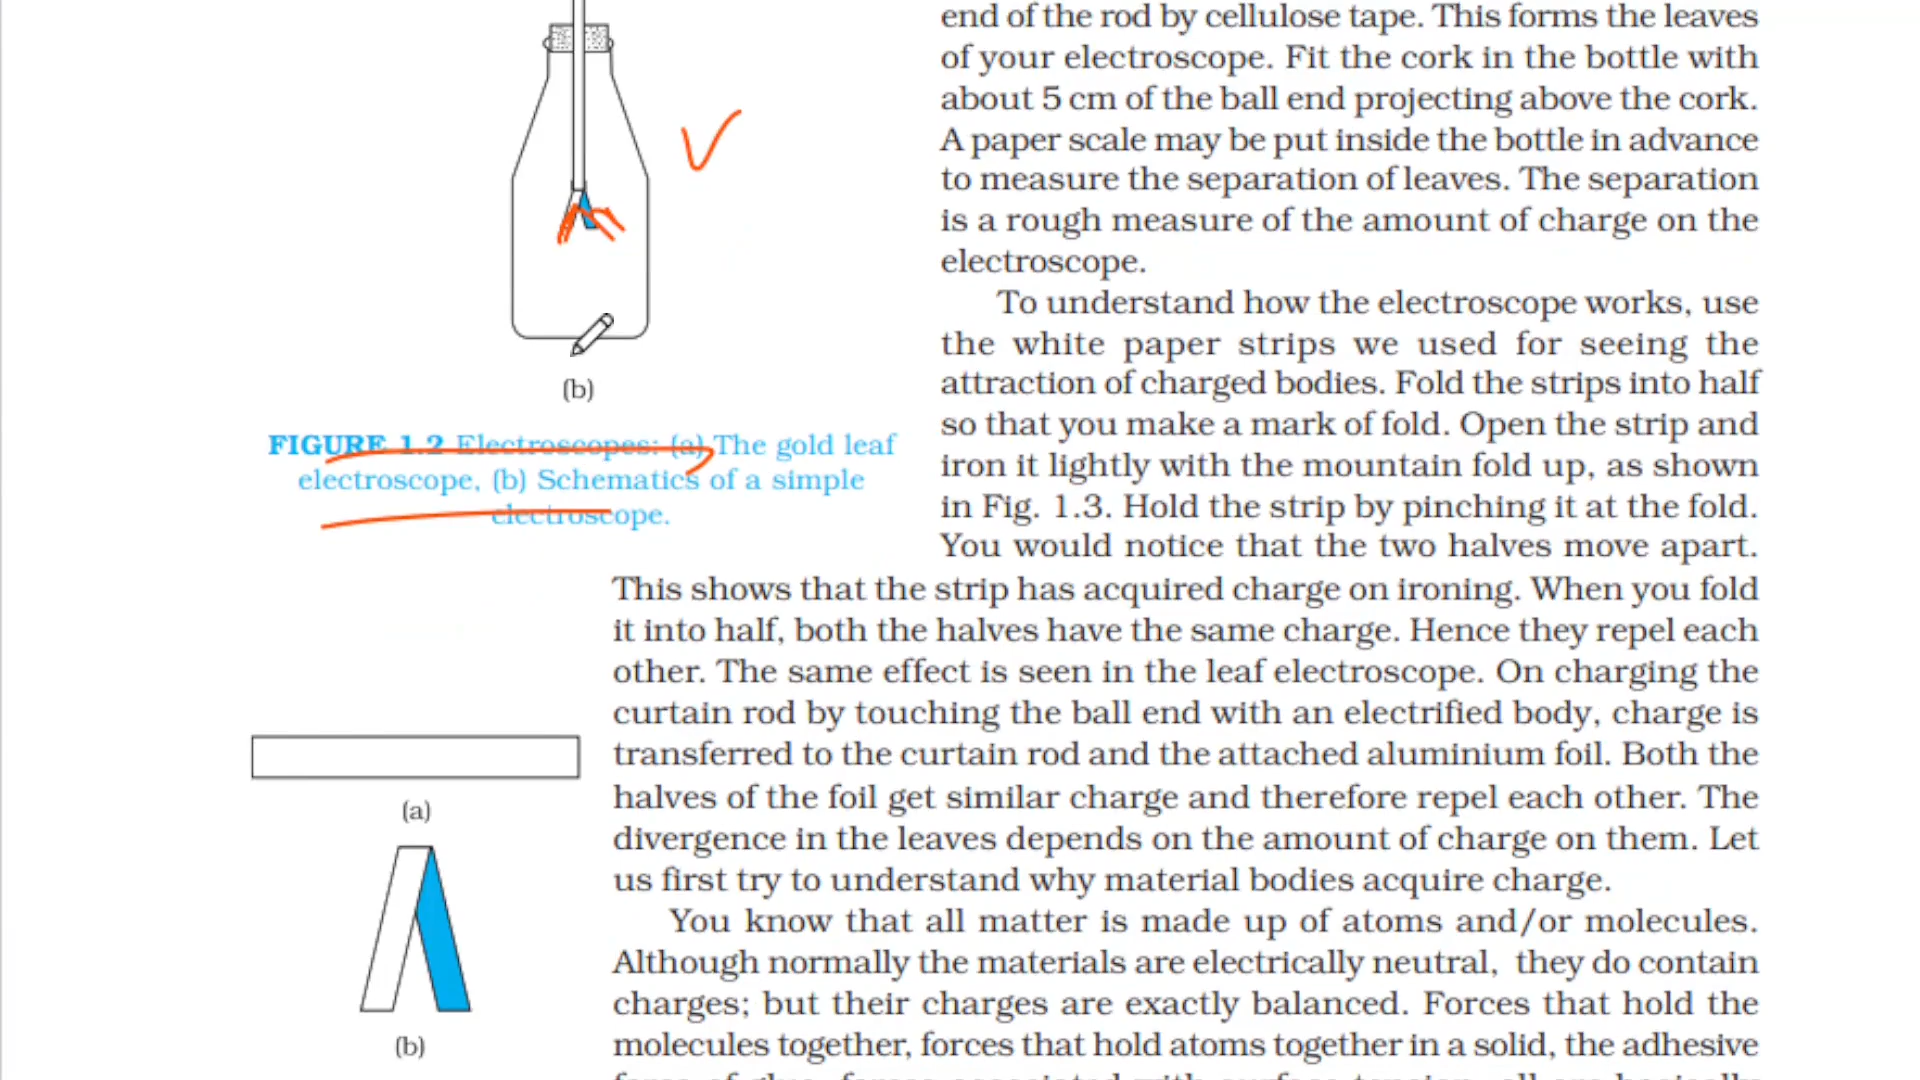 end of the rod by cellulose tape. This forms the leaves
of your electroscope. Fit the cork in the bottle with
about 5 cm of the ball end projecting above the cork.
A paper scale may be put inside the bottle in advance
to measure the separation of leaves. The separation
is a rough measure of the amount of charge on the
electroscope.
To understand how the electroscope works, use
the white paper strips we used for seeing the
attraction of charged bodies. Fold the strips into half
so that you make a mark of fold. Open the strip and
iron it lightly with the mountain fold up, as shown
in Fig. 1.3. Hold the strip by pinching it at the fold.
You would notice that the two halves move apart.
(b)
FIGURE 1.2 Electroscopes: (a) The gold leaf
electroscope, (b) Schematics of a simple
electroscope.
This shows that the strip has acquired charge on ironing. When you fold
it into half, both the halves have the same charge. Hence they repel each
other. The same effect is seen in the leaf electroscope. On charging the
curtain rod by touching the ball end with an electrified body, charge is
transferred to the curtain rod and the attached aluminium foil. Both the
halves of the foil get similar charge and therefore repel each other. The
divergence in the leaves depends on the amount of charge on them. Let
us first try to understand why material bodies acquire charge.
You know that all matter is made up of atoms and/or molecules.
Although normally the materials are electrically neutral, they do contain
charges; but their charges are exactly balanced. Forces that hold the
molecules together, forces that hold atoms together in a solid, the adhesive
(a)
(b)